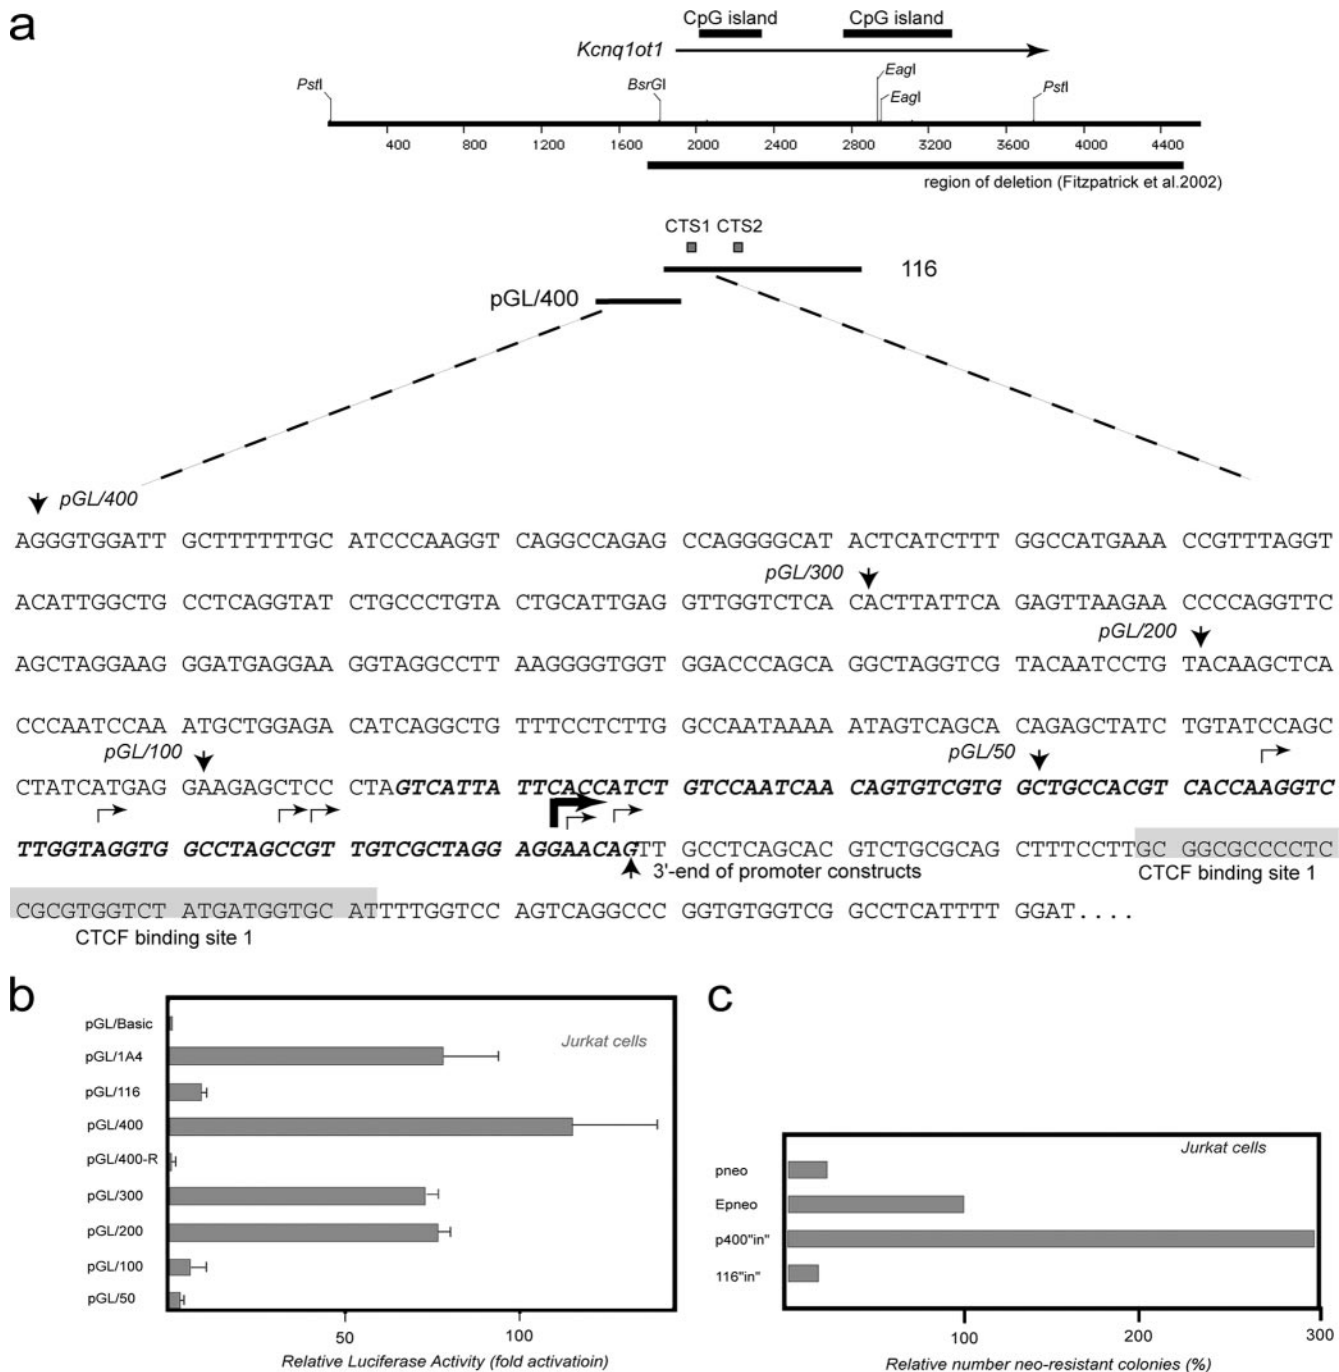 a
CpG island CpG island
Kcnq1ot1
EagI
PstI BsrGI EagI PstI
400 800 1200 1600 2000 2400 2800 3200 3600 4000 4400
region of deletion (Fitzpatrick et al.2002)
CTS1 CTS2
116
pGL/400
pGL/400
AGGGTGGATT GCTTTTTTGC ATCCCAAGGT CAGGCCAGAG CCAGGGGCAT ACTCATCTTT GGCCATGAAA CCGTTTAGGT
pGL/300
ACATTGGCTG CCTCAGGTAT CTGCCCTGTA CTGCATTGAG GTTGGTCTCA CACTTATTCA GAGTTAAGAA CCCCAGGTTC
pGL/200
AGCTAGGAAG GGATGAGGAA GGTAGGCCTT AAGGGGTGGT GGACCCAGCA GGCTAGGTCG TACAATCCTG TACAAGCTCA
CCCAATCCAA ATGCTGGAGA CATCAGGCTG TTTCCTCTTG GCCAATAAAA ATAGTCAGCA CAGAGCTATC TGTATCCAGC
pGL/100 pGL/50
CTATCATGAG GAAGAGCTCC CTAGTCATTA TTCACCATCT GTCCAATCAA CAGTGTCGTG GCTGCCACGT CACCAAGGTC
TTGGTAGGTG GCCTAGCCGT TGTCGCTAGG AGGAACAGTT GCCTCAGCAC GTCTGCGCAG CTTTCCTTGC GGCGCCCCTC
3'-end of promoter constructs CTCF binding site 1
CGCGTGGTCT ATGATGGTGC ATTTTGGTCC AGTCAGGCCC GGTGTGGTCG GCCTCATTTT GGAT....
CTCF binding site 1
b
pGL/Basic
Jurkat cells
pGL/1A4
pGL/116
pGL/400
pGL/400-R
pGL/300
pGL/200
pGL/100
pGL/50
50 100
Relative Luciferase Activity (fold activatioin)
c
Jurkat cells
pneo
Epneo
p400"in"
116"in"
100 200 300
Relative number neo-resistant colonies (%)